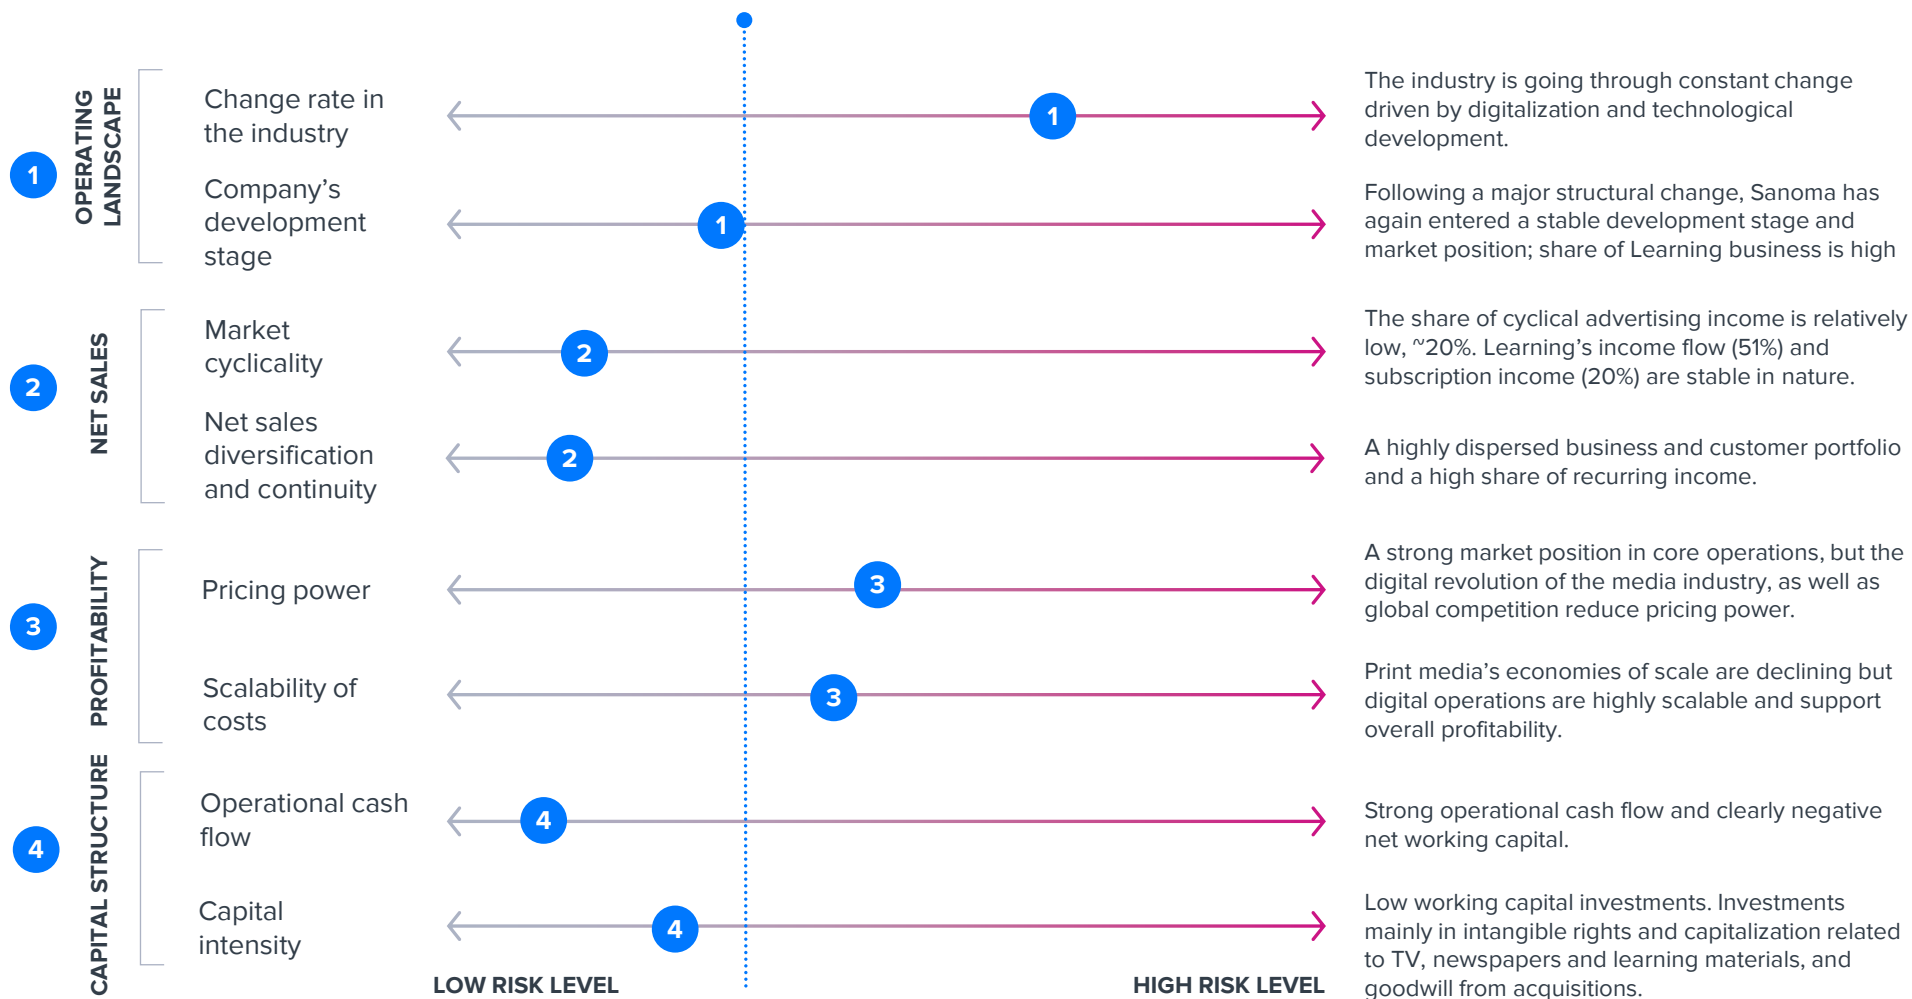 1
OPERATING
LANDSCAPE
Change rate in
the industry
1
The industry is going through constant change
driven by digitalization and technological
development.
Company's
development
stage
1
Following a major structural change, Sanoma has
again entered a stable development stage and
market position; share of Learning business is high
2
NET SALES
Market
cyclicality
2
The share of cyclical advertising income is relatively
low, ~20%. Learning's income flow (51%) and
subscription income (20%) are stable in nature.
Net sales
diversification
and continuity
2
A highly dispersed business and customer portfolio
and a high share of recurring income.
3
PROFITABILITY
Pricing power
3
A strong market position in core operations, but the
digital revolution of the media industry, as well as
global competition reduce pricing power.
Scalability of
costs
3
Print media's economies of scale are declining but
digital operations are highly scalable and support
overall profitability.
4
CAPITAL STRUCTURE
Operational cash
flow
4
Strong operational cash flow and clearly negative
net working capital.
Capital
intensity
4
Low working capital investments. Investments
mainly in intangible rights and capitalization related
to TV, newspapers and learning materials, and
goodwill from acquisitions.
LOW RISK LEVEL
HIGH RISK LEVEL